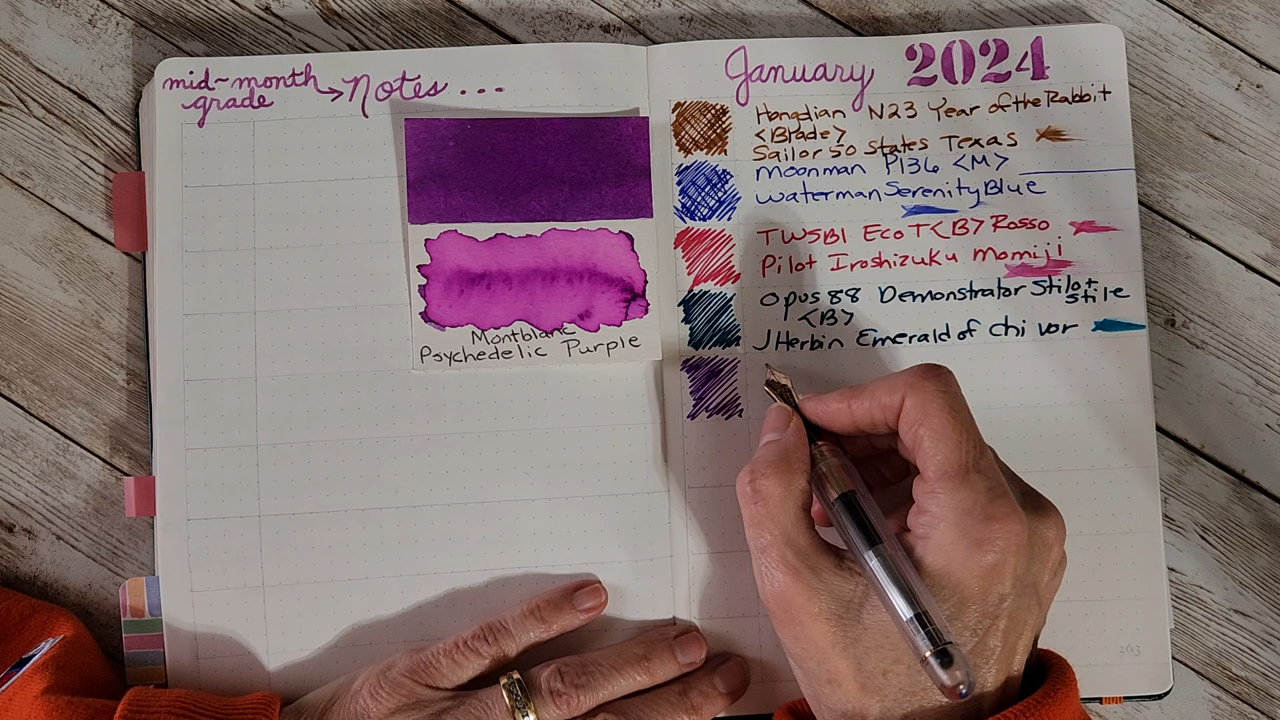 mid-month
grade → Notes ...
Montblanc
Psychedelic Purple
January 2024
Hongdian N23 Year of the Rabbit
<Blade>
Sailor 50 States Texas
Moonman P136 <M>
Waterman Serenity Blue
TWSBI Eco T <B> Rosso
Pilot Iroshizuku Momiji
Opus 88 Demonstrator Stilo+
stile
<B>
J Herbin Emerald of Chivor
203